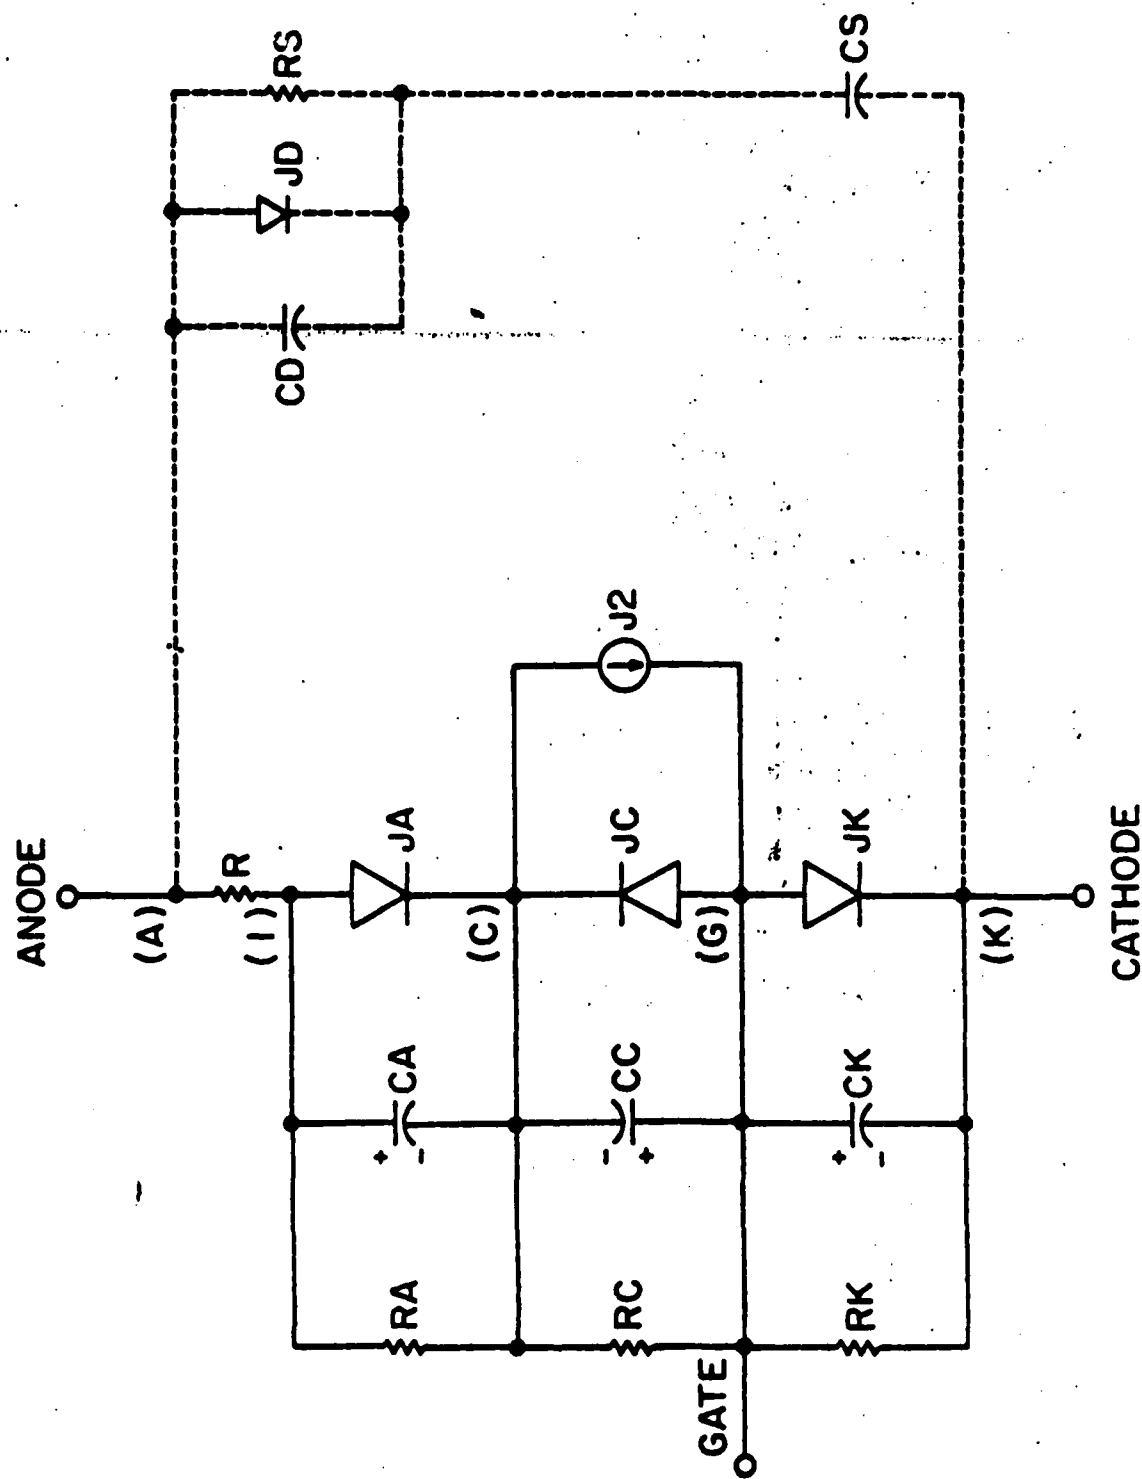 ANODE
(A)
R
(I)
JA
(C)
JC
J2
(G)
JK
(K)
CATHODE
CA
+
-
CC
-
+
CK
+
-
RA
RC
RK
GATE
CD
JD
RS
CS